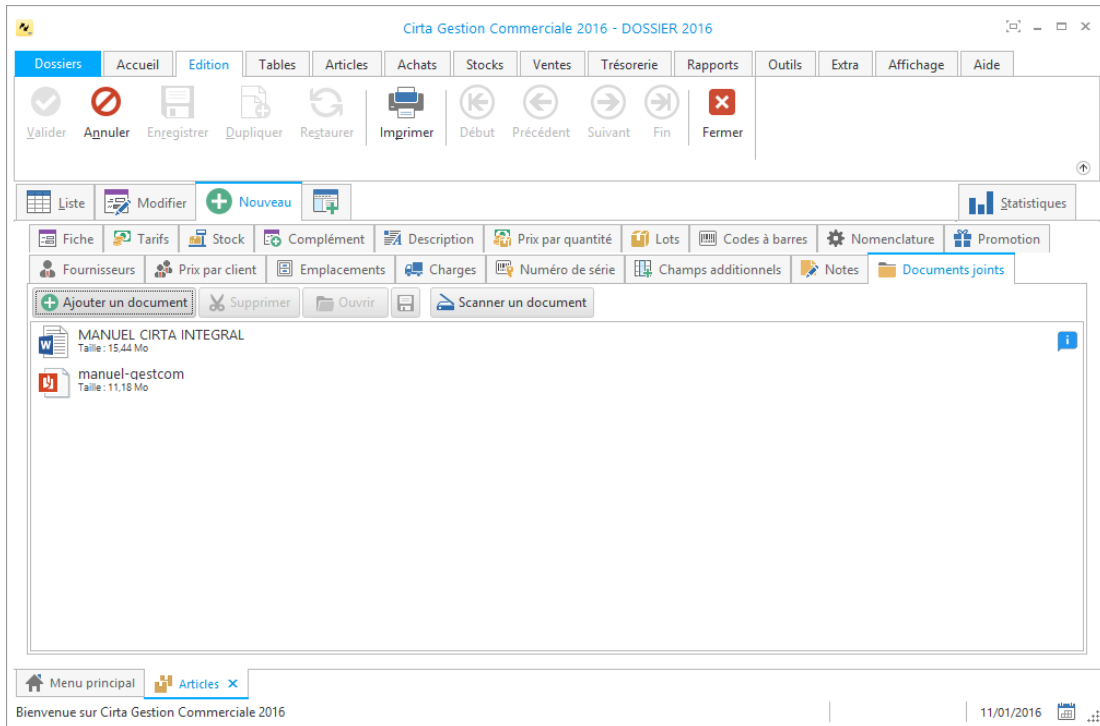 Cirta Gestion Commerciale 2016 - DOSSIER 2016
Dossiers Accueil Edition Tables Articles Achats Stocks Ventes Trésorerie Rapports Outils Extra Affichage Aide
Valider Annuler Enregistrer Dupliquer Restaurer Imprimer Début Précédent Suivant Fin Fermer
Liste Modifier Nouveau Statistiques
Fiche Tarifs Stock Complément Description Prix par quantité Lots Codes à barres Nomenclature Promotion
Fournisseurs Prix par client Emplacements Charges Numéro de série Champs additionnels Notes Documents joints
Ajouter un document Supprimer Ouvrir Scanner un document
MANUEL CIRTA INTEGRAL
Taille : 15,44 Mo
manuel-gestcom
Taille : 11,18 Mo
Menu principal Articles
Bienvenue sur Cirta Gestion Commerciale 2016 11/01/2016